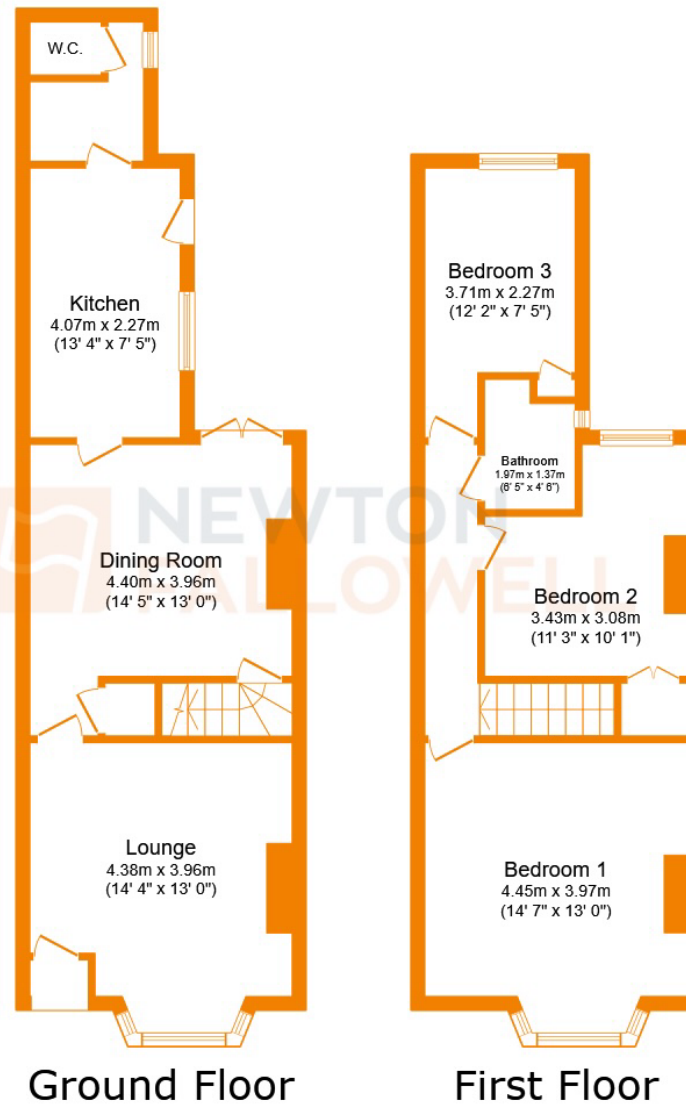 W.C.
Kitchen
4.07m x 2.27m
(13' 4" x 7' 5")
Dining Room
4.40m x 3.96m
(14' 5" x 13' 0")
Lounge
4.38m x 3.96m
(14' 4" x 13' 0")
Ground Floor
Bedroom 3
3.71m x 2.27m
(12' 2" x 7' 5")
Bathroom
1.97m x 1.37m
(6' 5" x 4' 6")
Bedroom 2
3.43m x 3.08m
(11' 3" x 10' 1")
Bedroom 1
4.45m x 3.97m
(14' 7" x 13' 0")
First Floor
NEWTON
FALLOWELL